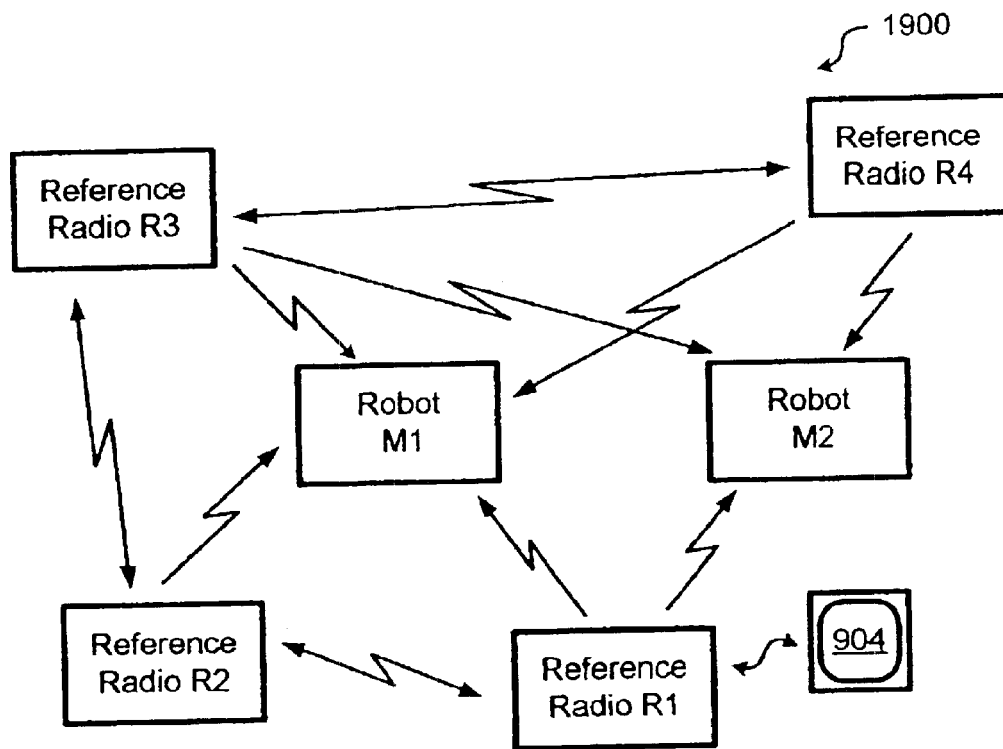 1900
Reference
Radio R4
Reference
Radio R3
Robot
M1
Robot
M2
Reference
Radio R2
Reference
Radio R1
904